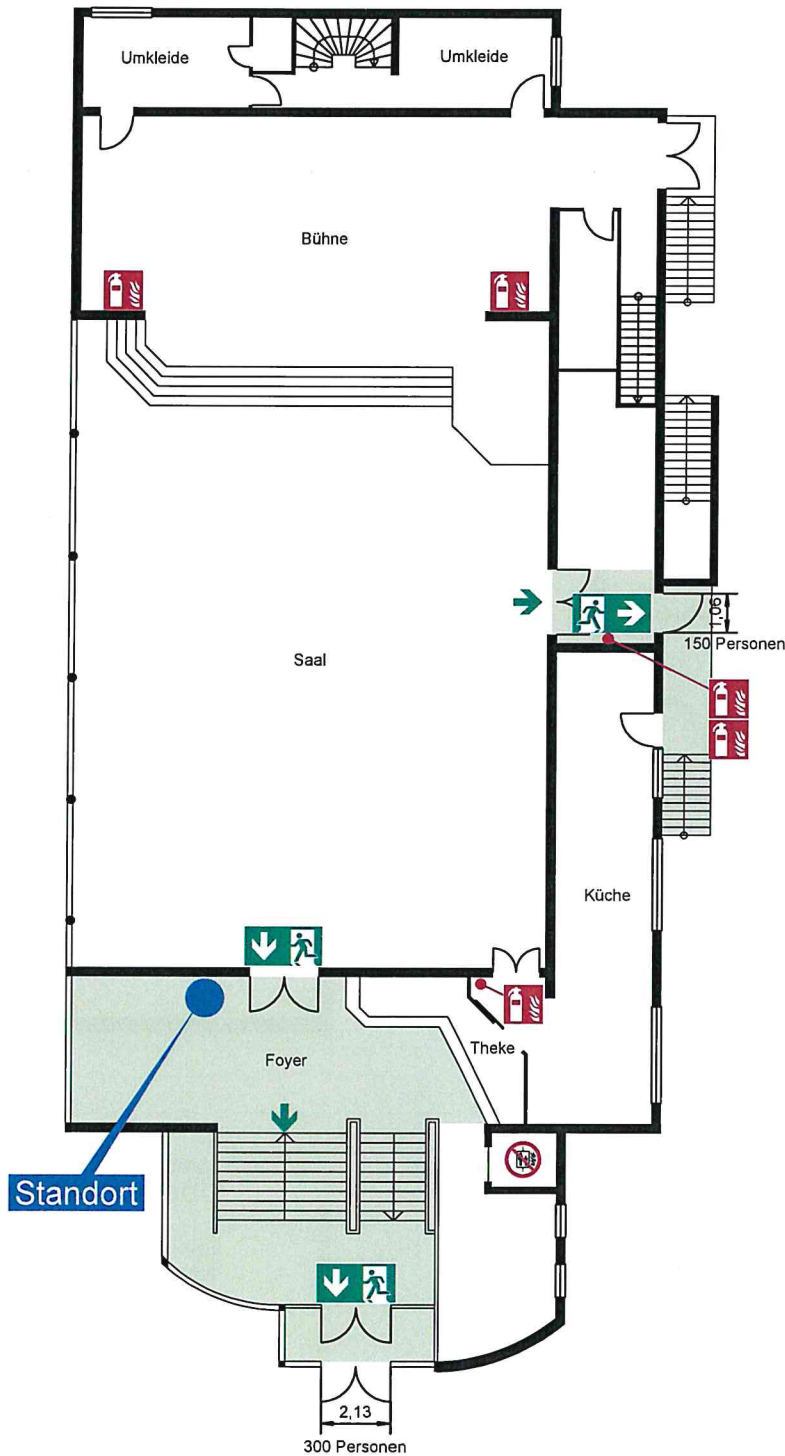 Umkleide
Umkleide
Bühne
1,06
150 Personen
Saal
Küche
Theke
Foyer
Standort
2,13
300 Personen